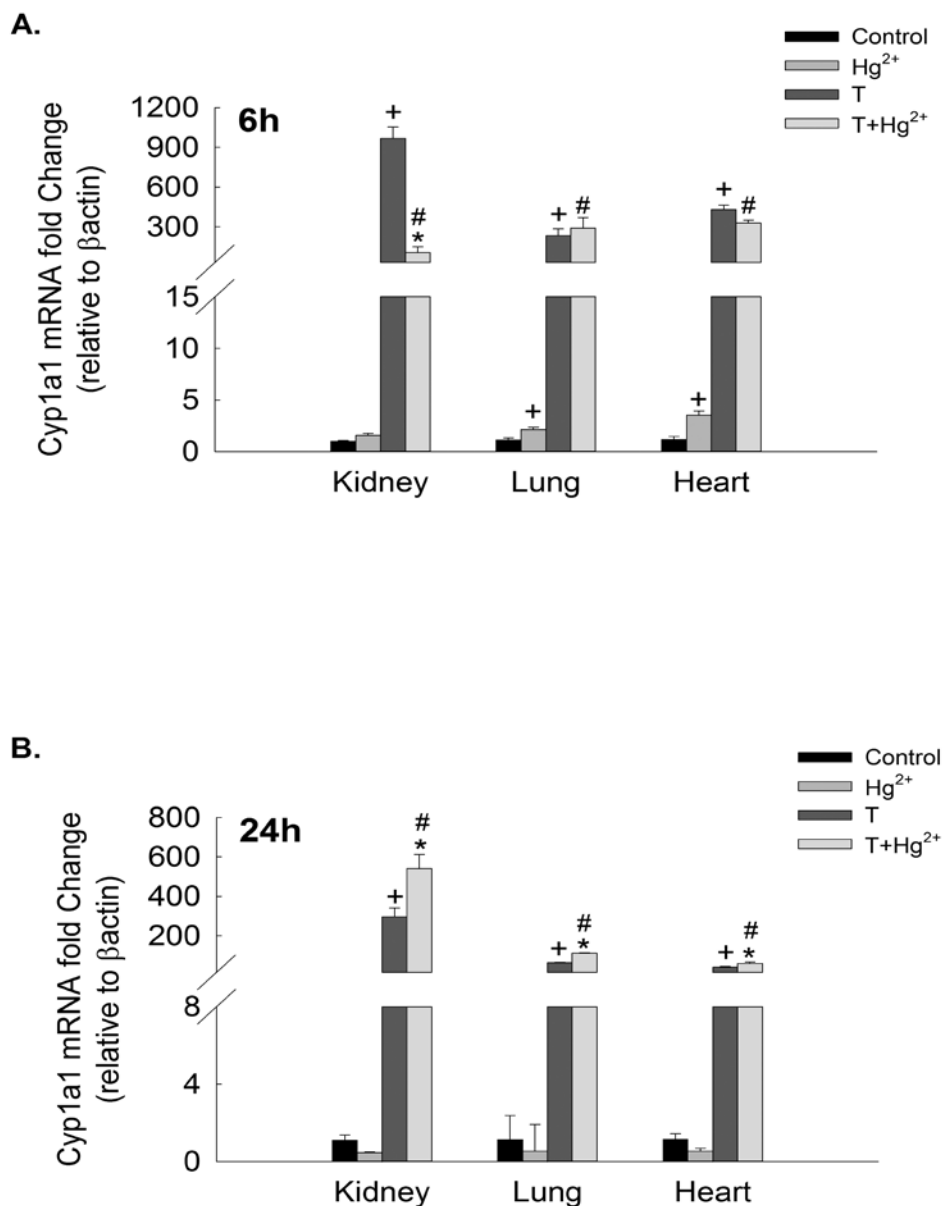 A.
Control
Hg²⁺
T
T+Hg²⁺
6h
Cyp1a1 mRNA fold Change
(relative to βactin)
1200
900
600
300
15
10
5
0
+
#
*
+
#
+
#
+
+
Kidney Lung Heart
B.
Control
Hg²⁺
T
T+Hg²⁺
24h
Cyp1a1 mRNA fold Change
(relative to βactin)
800
600
400
200
8
4
0
+
#
*
+
#
*
+
#
*
Kidney Lung Heart